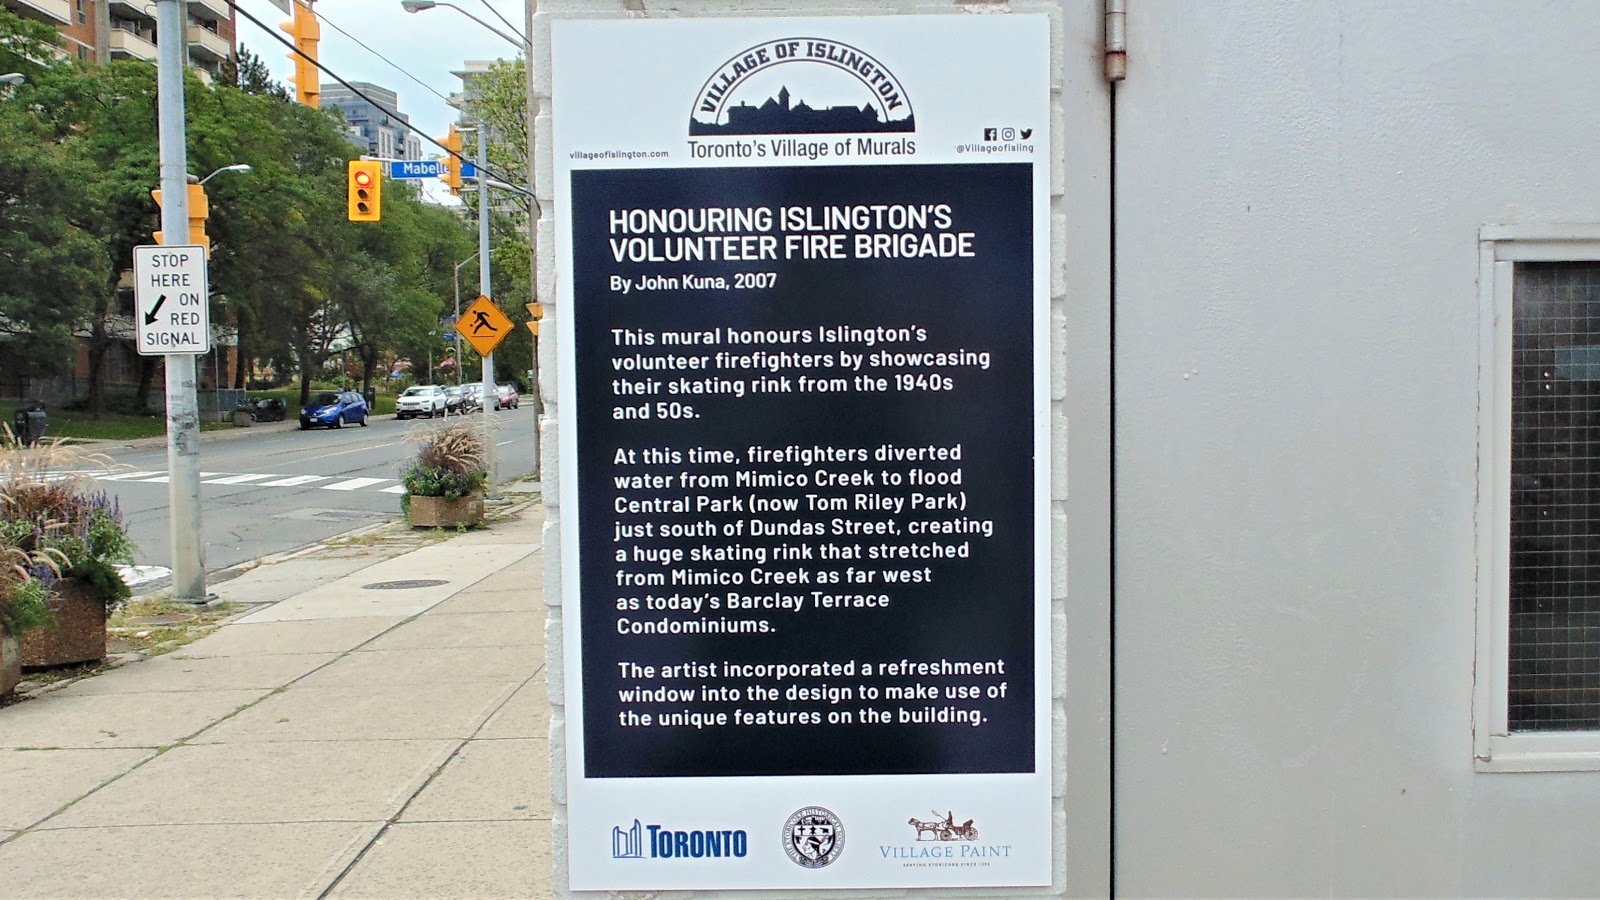 VILLAGE OF ISLINGTON
villageofislington.com
Toronto's Village of Murals
@Villageofisling
HONOURING ISLINGTON'S
VOLUNTEER FIRE BRIGADE
By John Kuna, 2007
This mural honours Islington's
volunteer firefighters by showcasing
their skating rink from the 1940s
and 50s.
At this time, firefighters diverted
water from Mimico Creek to flood
Central Park (now Tom Riley Park)
just south of Dundas Street, creating
a huge skating rink that stretched
from Mimico Creek as far west
as today's Barclay Terrace
Condominiums.
The artist incorporated a refreshment
window into the design to make use of
the unique features on the building.
TORONTO
VILLAGE PAINT
STOP
HERE
ON
RED
SIGNAL